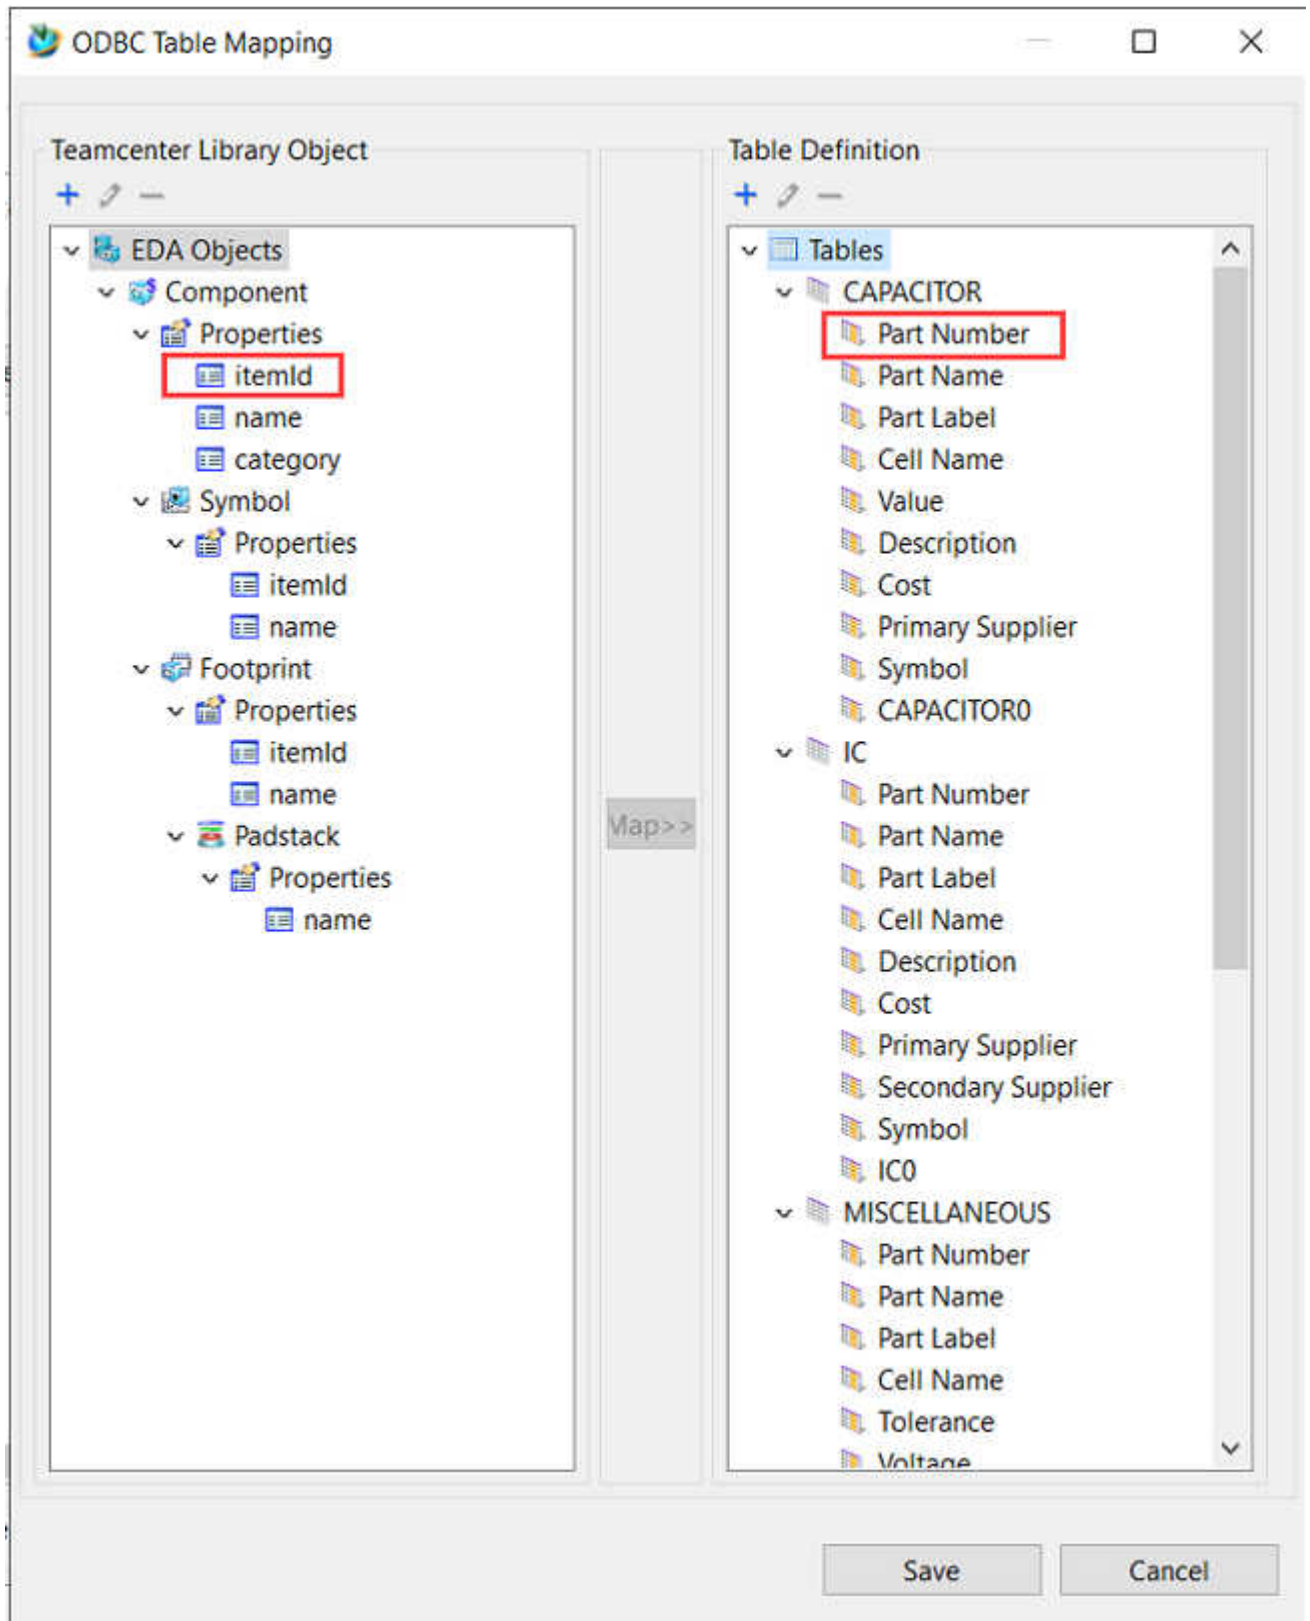 ODBC Table Mapping
Teamcenter Library Object
EDA Objects
Component
Properties
itemId
name
category
Symbol
Properties
itemId
name
Footprint
Properties
itemId
name
Padstack
Properties
name
Map>>
Table Definition
Tables
CAPACITOR
Part Number
Part Name
Part Label
Cell Name
Value
Description
Cost
Primary Supplier
Symbol
CAPACITOR0
IC
Part Number
Part Name
Part Label
Cell Name
Description
Cost
Primary Supplier
Secondary Supplier
Symbol
IC0
MISCELLANEOUS
Part Number
Part Name
Part Label
Cell Name
Tolerance
Voltage
Save
Cancel